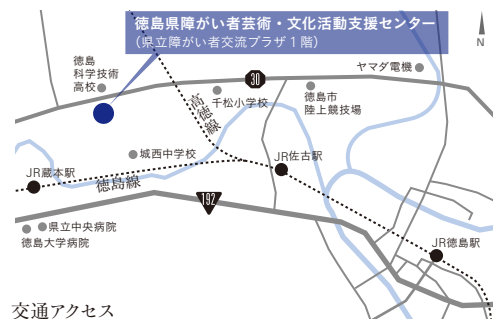 徳島県障がい者芸術・文化活動支援センター
（県立障がい者交流プラザ１階）
N
徳島
科学技術
高校
30
ヤマダ電機
千松小学校
徳島市
陸上競技場
高徳線
城西中学校
JR蔵本駅
徳島線
JR佐古駅
192
県立中央病院
徳島大学病院
JR徳島駅
交通アクセス